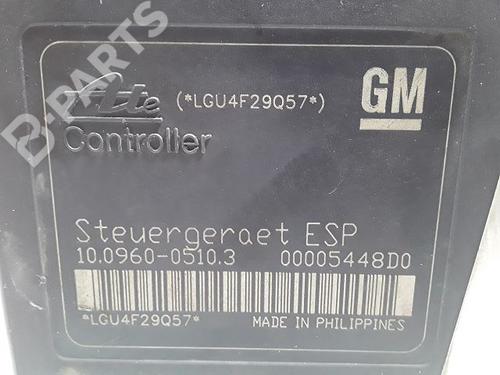 Ate (*LGU4F29Q57*) GM
Controller
B-PARTS
Steuergeraet ESP
10.0960-0510.3 00005448D0
*LGU4F29Q57* MADE IN PHILIPPINES